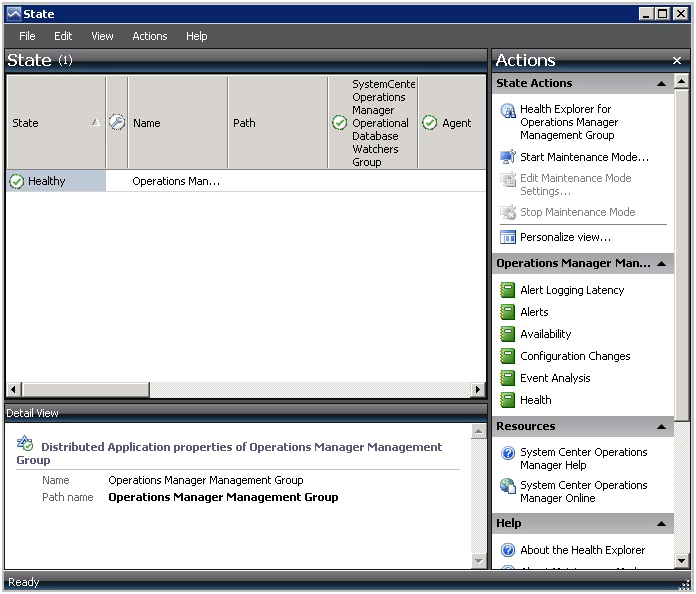 State
File Edit View Actions Help
State (1)
State
Name
Path
SystemCente
Operations
Manager
Operational
Database
Watchers
Group
Agent
Healthy
Operations Man...
Detail View
Distributed Application properties of Operations Manager Management
Group
Name Operations Manager Management Group
Path name Operations Manager Management Group
Actions
State Actions
Health Explorer for
Operations Manager
Management Group
Start Maintenance Mode...
Edit Maintenance Mode
Settings...
Stop Maintenance Mode
Personalize view...
Operations Manager Man...
Alert Logging Latency
Alerts
Availability
Configuration Changes
Event Analysis
Health
Resources
System Center Operations
Manager Help
System Center Operations
Manager Online
Help
About the Health Explorer
Ready